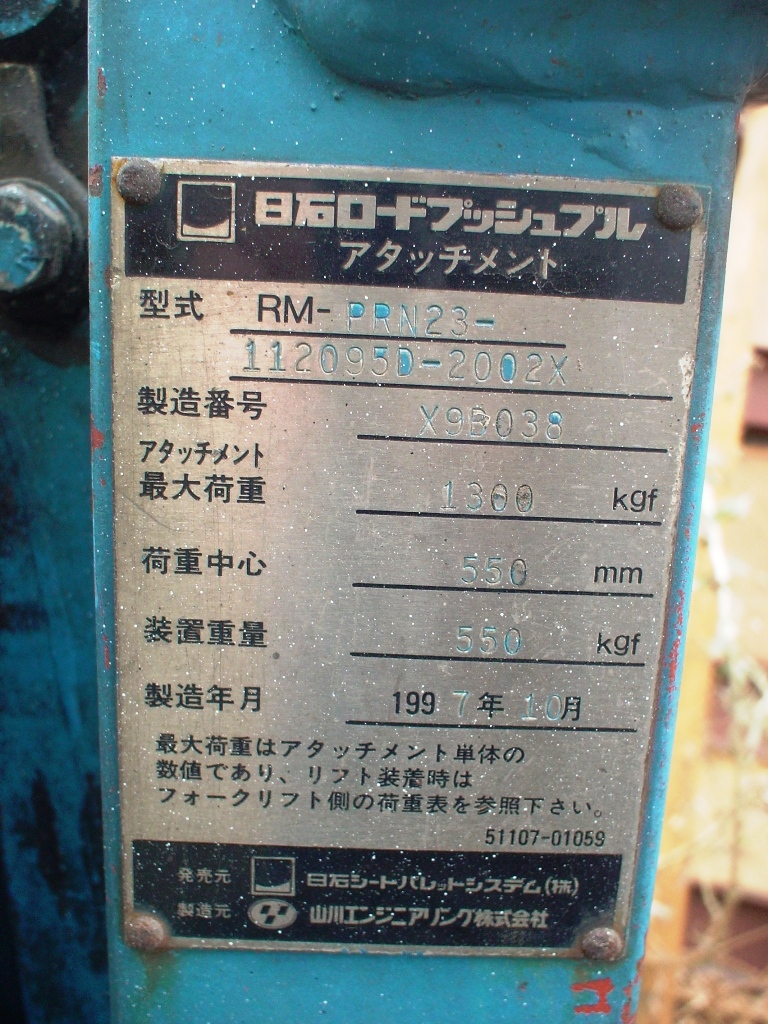 日石ロードプッシュプル
アタッチメント
型式 RM-PRN23-
112095D-2002X
製造番号 X9B038
アタッチメント
最大荷重 1300 kgf
荷重中心 550 mm
装置重量 550 kgf
製造年月 1997年10月
最大荷重はアタッチメント単体の
数値であり、リフト装着時は
フォークリフト側の荷重表を参照下さい。
51107-01059
発売元 日石シートパレットシステム(株)
製造元 山川エンジニアリング株式会社